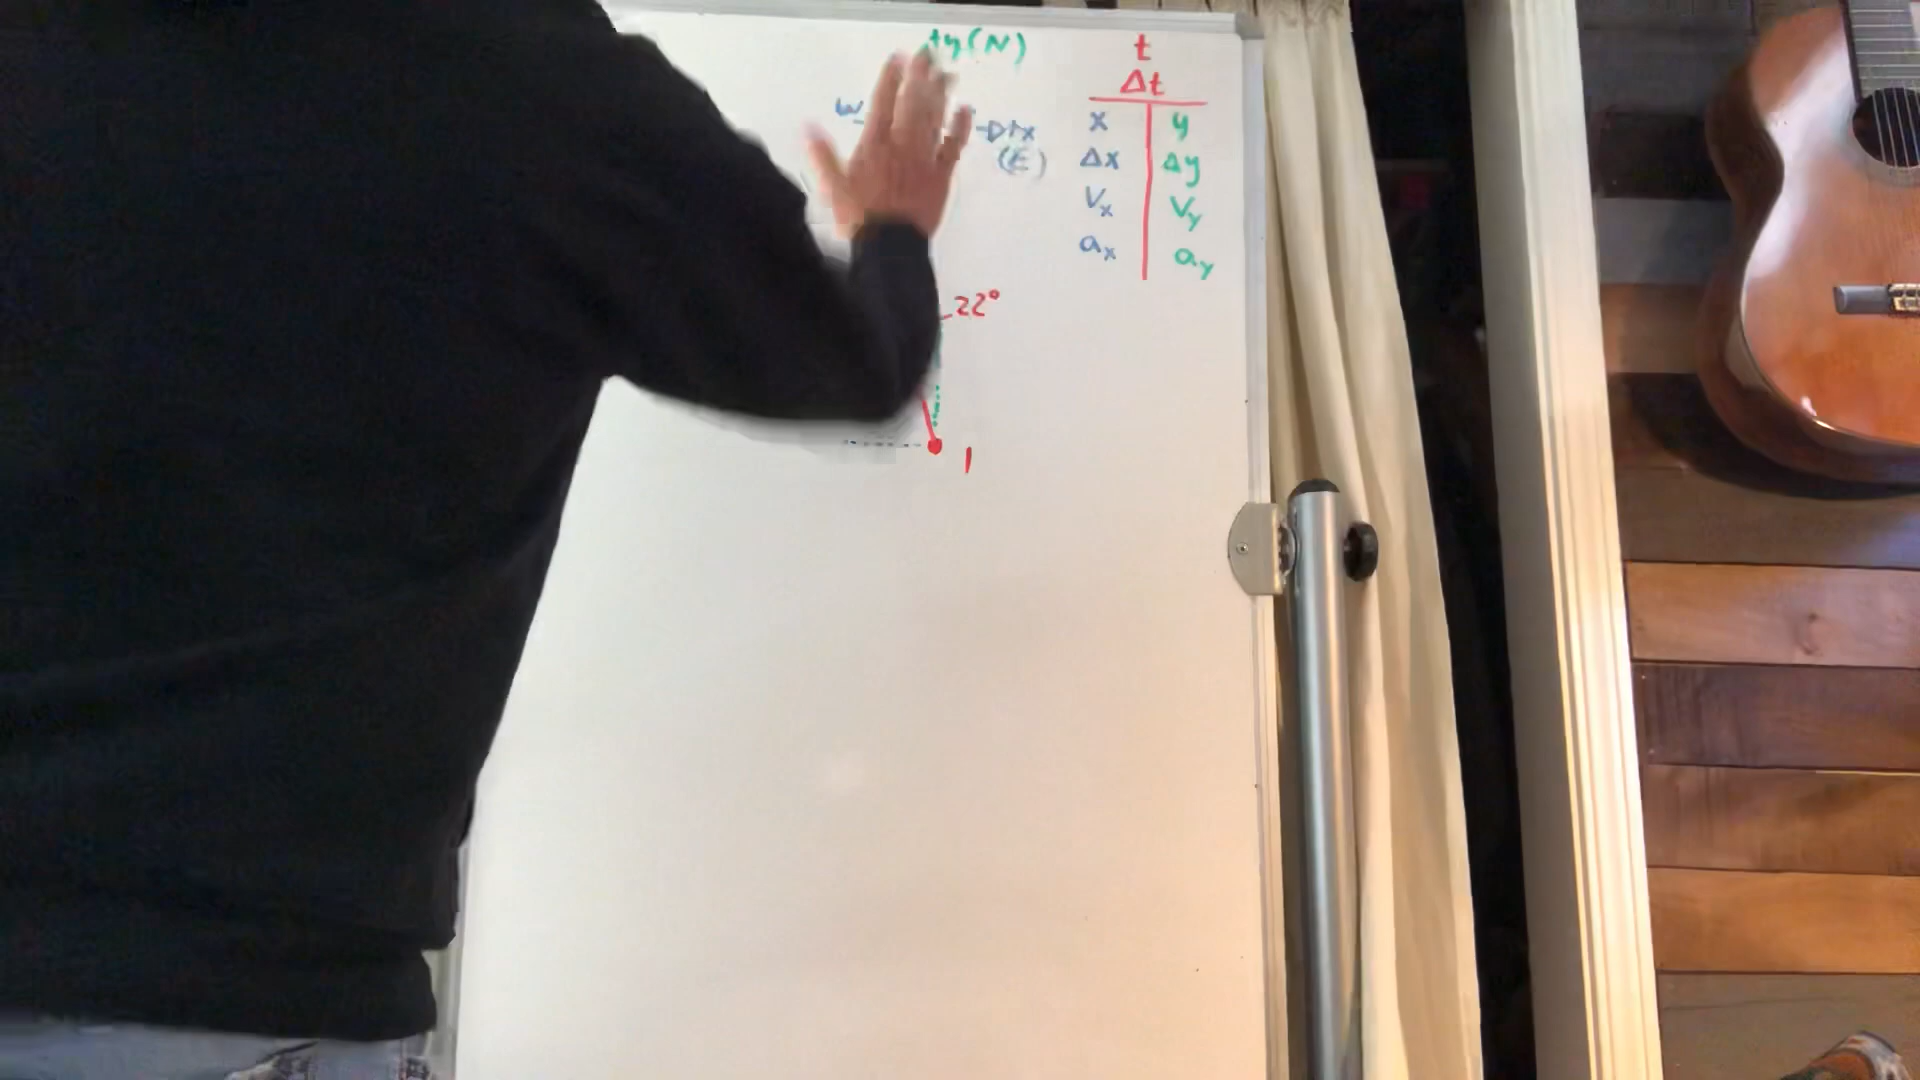 y(N)
W
x
(E)
t
Δt
x y
Δx Δy
Vx Vy
ax ay
22°
1